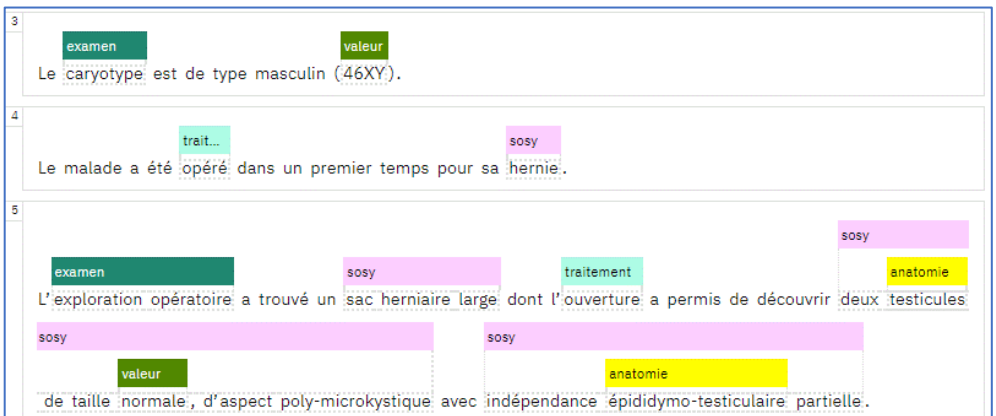 3
examen valeur
Le caryotype est de type masculin (46XY).
4
trait... sosy
Le malade a été opéré dans un premier temps pour sa hernie.
5
sosy
examen sosy traitement anatomie
L’exploration opératoire a trouvé un sac herniaire large dont l’ouverture a permis de découvrir deux testicules
sosy sosy
valeur anatomie
de taille normale, d’aspect poly-microkystique avec indépendance épididymo-testiculaire partielle.